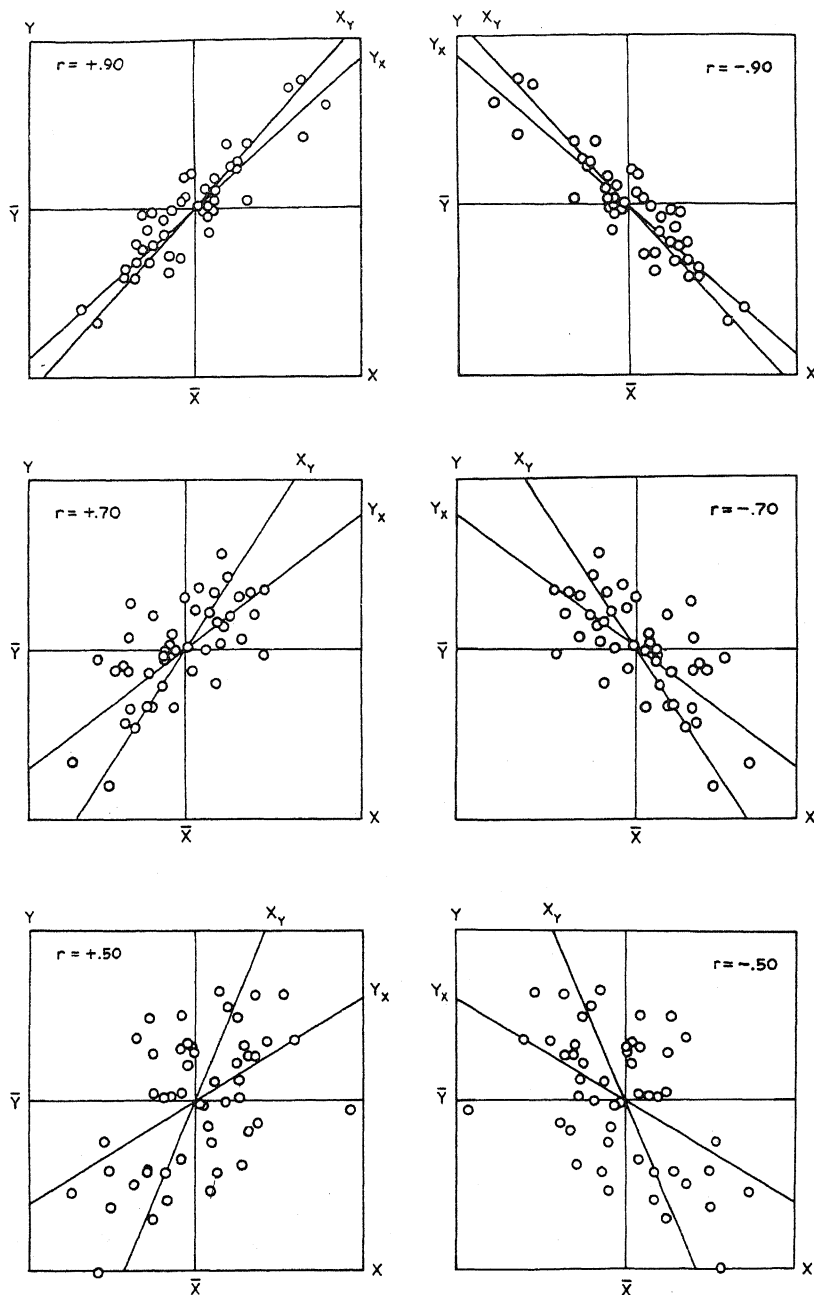 Y X_Y
r = +.90
Y_X
Ȳ
X
X̄
Y X_Y
Y_X
r = -.90
Ȳ
X
X̄
Y X_Y
r = +.70
Y_X
Ȳ
X
X̄
Y X_Y
Y_X
r = -.70
Ȳ
X
X̄
Y X_Y
r = +.50
Y_X
Ȳ
X
X̄
Y X_Y
Y_X
r = -.50
Ȳ
X
X̄